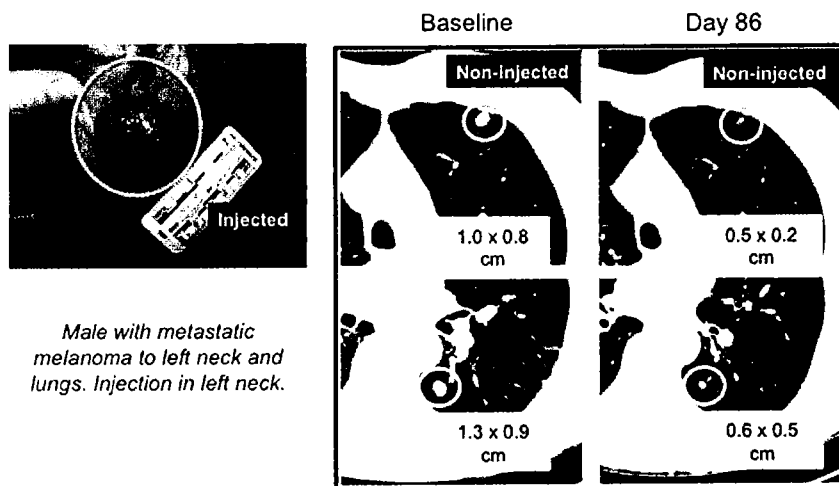 Baseline
Day 86
Injected
Non-injected
Non-injected
1.0 x 0.8
cm
0.5 x 0.2
cm
Male with metastatic
melanoma to left neck and
lungs. Injection in left neck.
1.3 x 0.9
cm
0.6 x 0.5
cm